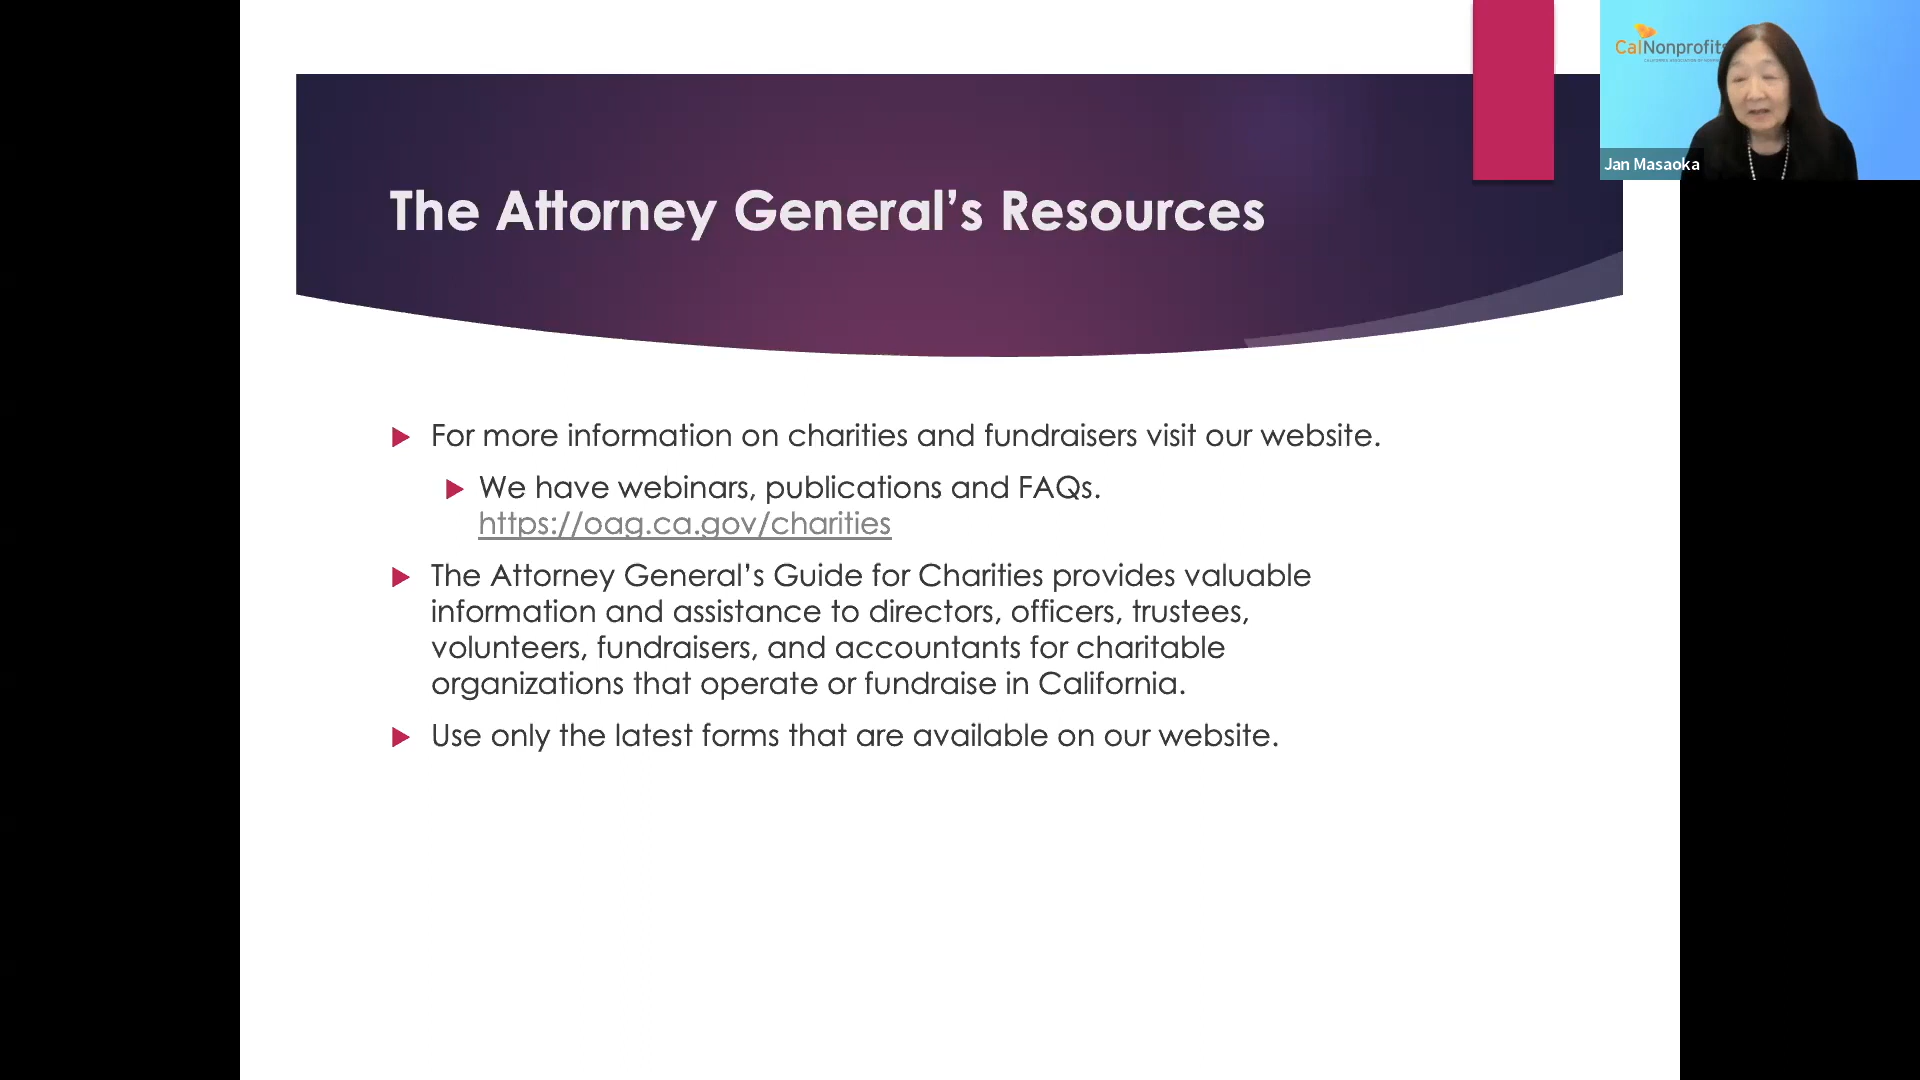 CalNonprofits
Jan Masaoka
The Attorney General’s Resources
For more information on charities and fundraisers visit our website.
We have webinars, publications and FAQs.
https://oag.ca.gov/charities
The Attorney General’s Guide for Charities provides valuable
information and assistance to directors, officers, trustees,
volunteers, fundraisers, and accountants for charitable
organizations that operate or fundraise in California.
Use only the latest forms that are available on our website.